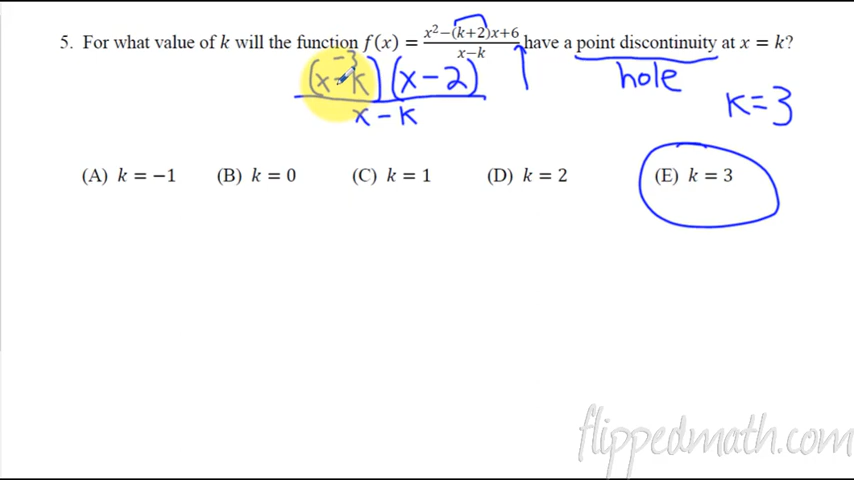 5. For what value of k will the function f(x) = x²−(k+2)x+6 / x−k have a point discontinuity at x = k?
−3
(x − k)(x − 2)
x − k
hole
k = 3
(A) k = −1 (B) k = 0 (C) k = 1 (D) k = 2 (E) k = 3
flippedmath.com